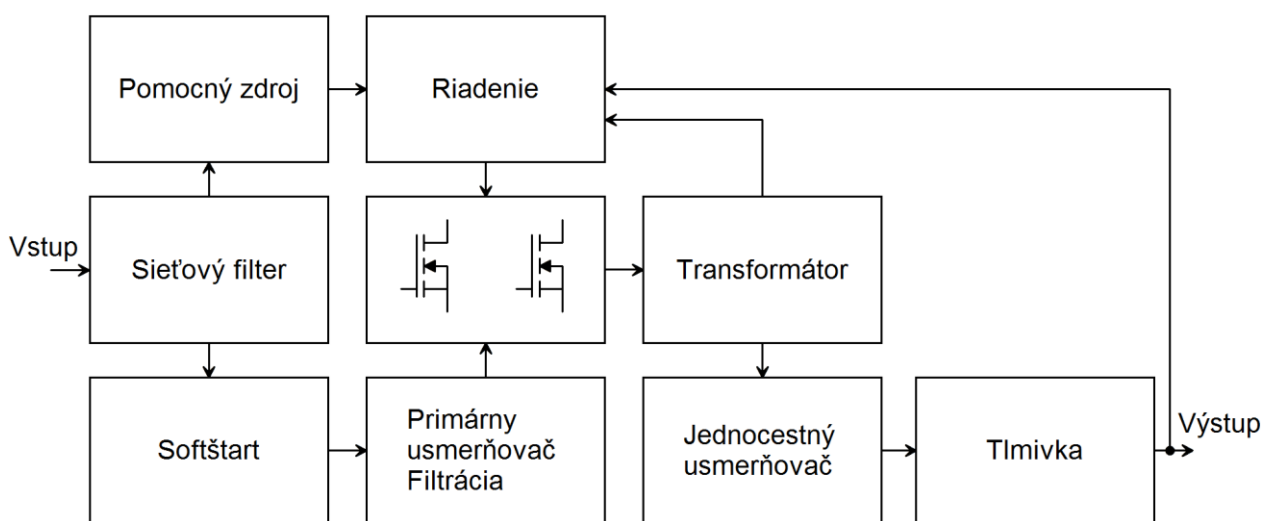 Pomocný zdroj
Riadenie
Vstup
Sieťový filter
Transformátor
Softštart
Primárny
usmerňovač
Filtrácia
Jednocestný
usmerňovač
Tlmivka
Výstup